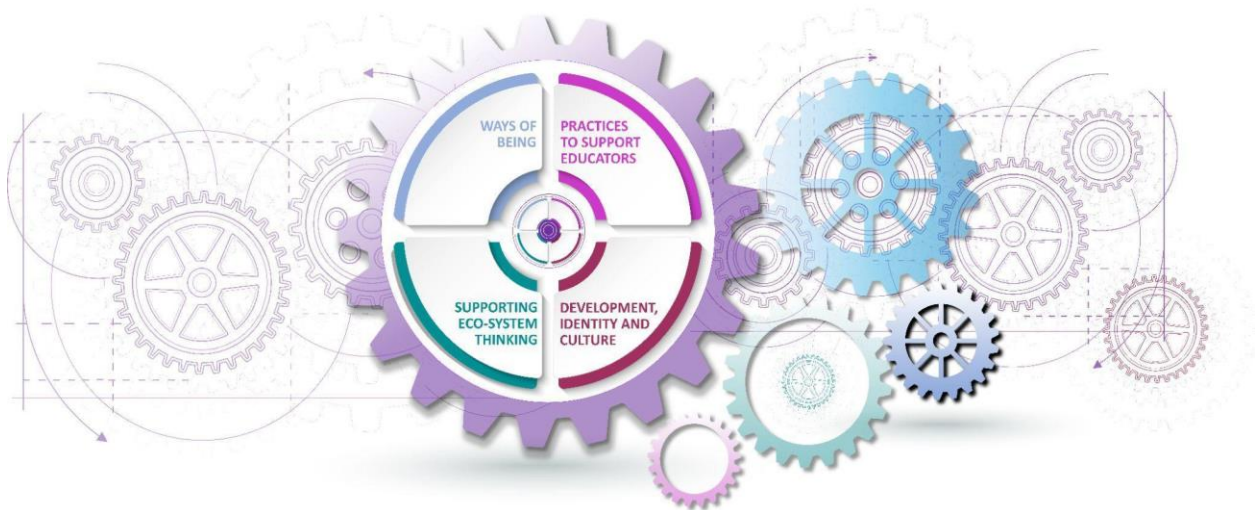 WAYS OF
BEING
PRACTICES
TO SUPPORT
EDUCATORS
SUPPORTING
ECO-SYSTEM
THINKING
DEVELOPMENT,
IDENTITY AND
CULTURE